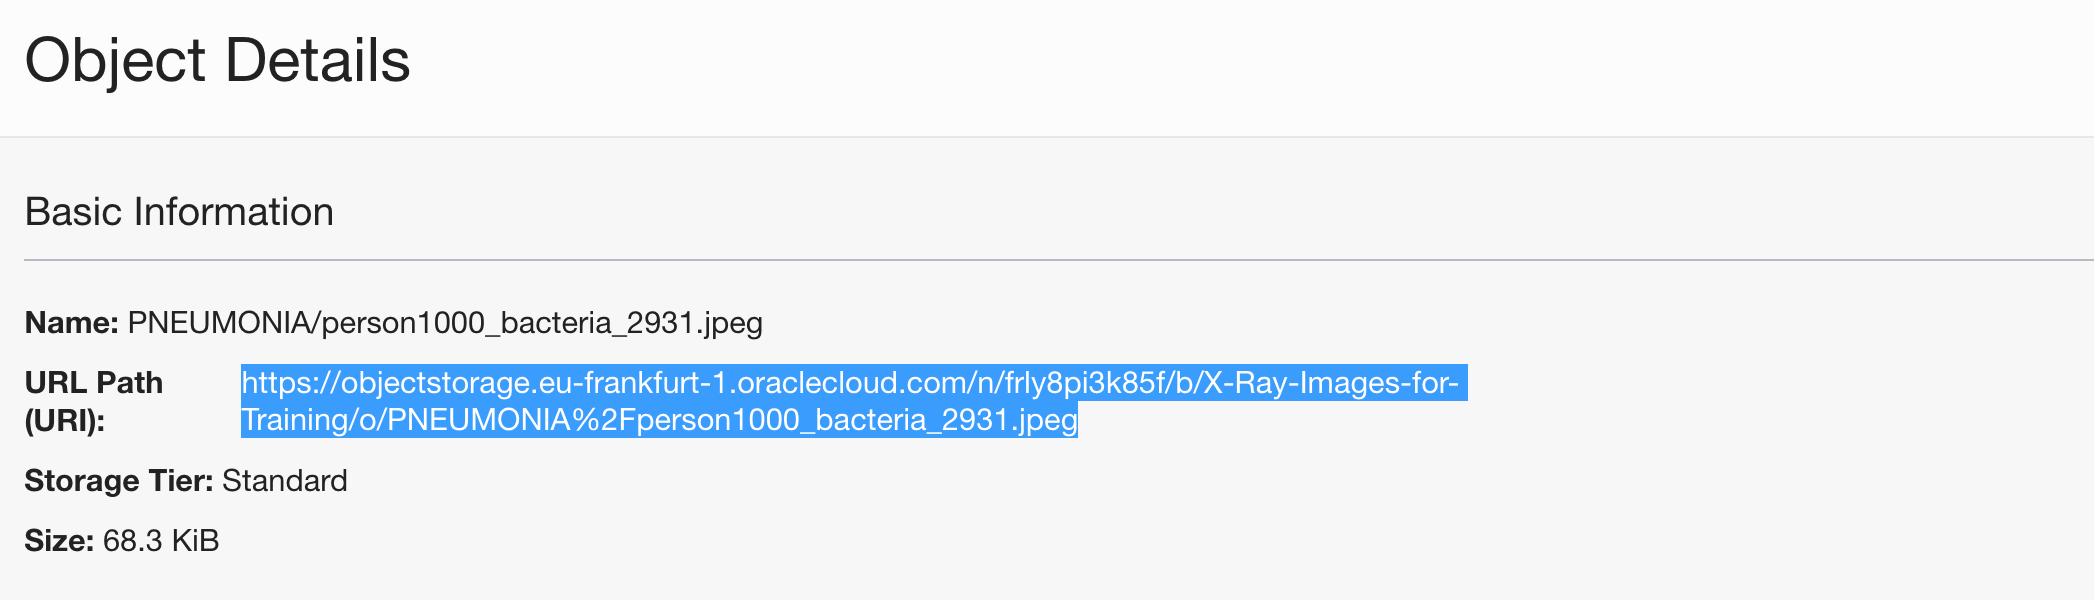 Object Details
Basic Information
Name: PNEUMONIA/person1000_bacteria_2931.jpeg
URL Path https://objectstorage.eu-frankfurt-1.oraclecloud.com/n/frly8pi3k85f/b/X-Ray-Images-for-
(URI): Training/o/PNEUMONIA%2Fperson1000_bacteria_2931.jpeg
Storage Tier: Standard
Size: 68.3 KiB